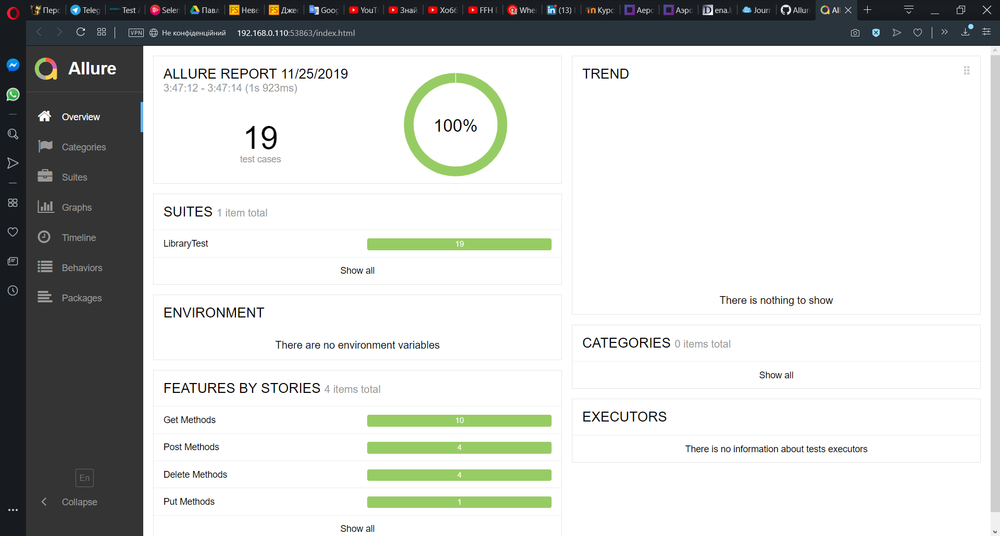 Перс
Teleg
Test
Selen
Павл
FS Неве
FS Джес
Goog
YouT
Знай
Хобб
FFH
Whe
(13)
Курс
Аерс
Аэро
ena.
Journ
Allur
All
VPN Не конфіденційний 192.168.0.110:53863/index.html
Allure
Overview
Categories
Suites
Graphs
Timeline
Behaviors
Packages
En
Collapse
ALLURE REPORT 11/25/2019
3:47:12 - 3:47:14 (1s 923ms)
19
test cases
100%
SUITES 1 item total
LibraryTest 19
Show all
ENVIRONMENT
There are no environment variables
FEATURES BY STORIES 4 items total
Get Methods 10
Post Methods 4
Delete Methods 4
Put Methods 1
Show all
TREND
There is nothing to show
CATEGORIES 0 items total
Show all
EXECUTORS
There is no information about tests executors